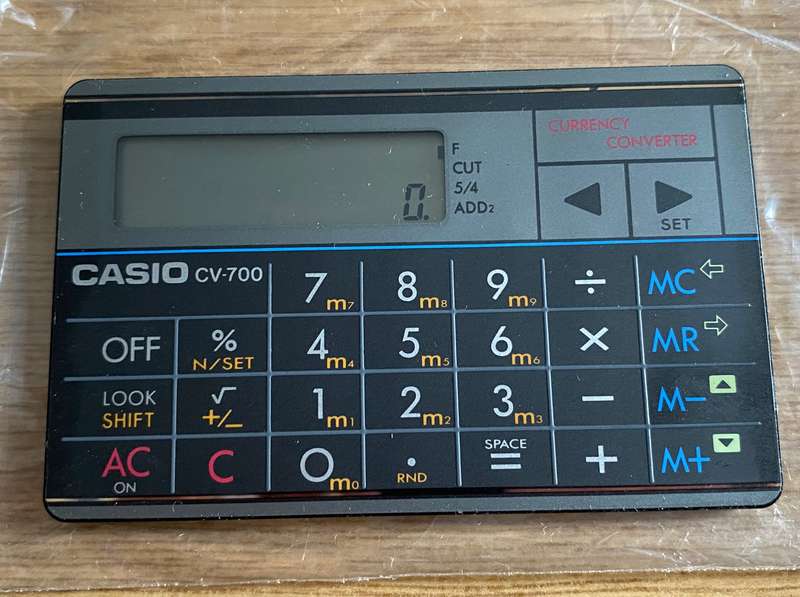 F
CUT
5/4
ADD2
0.
CURRENCY
CONVERTER
SET
CASIO CV-700
7 m7 8 m8 9 m9 ÷ MC
OFF % N/SET 4 m4 5 m5 6 m6 × MR
LOOK SHIFT √ +/_ 1 m1 2 m2 3 m3 − M−
AC ON C 0 m0 . RND SPACE = + M+